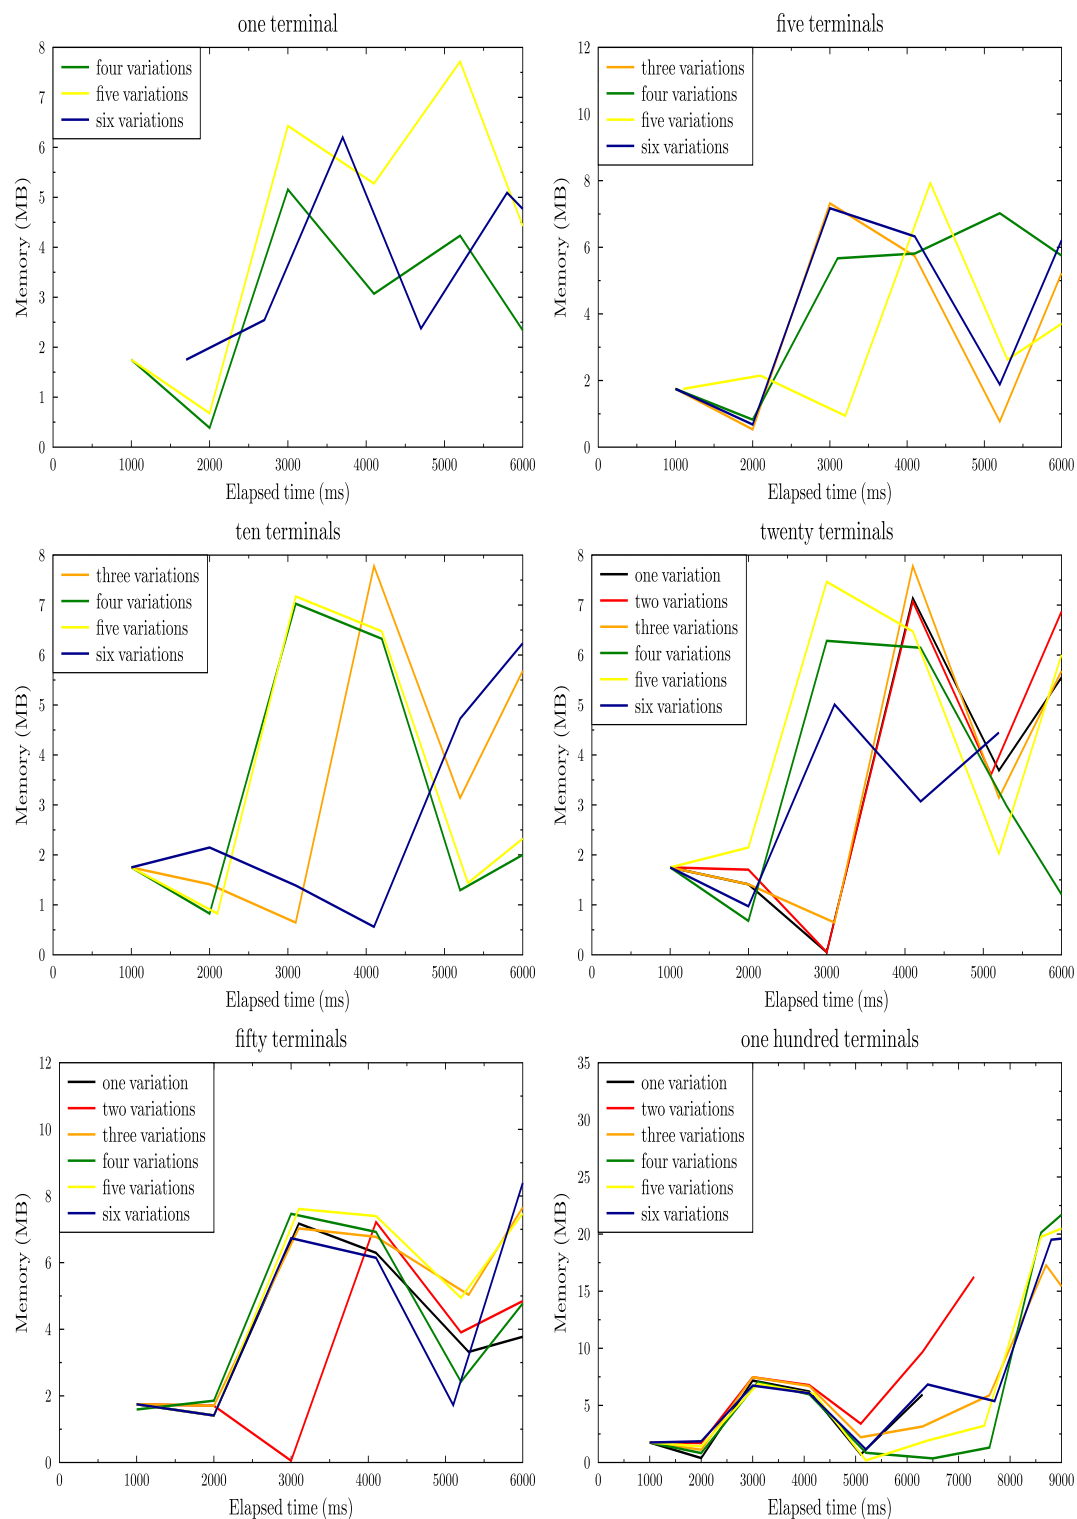 one terminal
8
7
6
5
4
3
2
1
0
Memory (MB)
four variations
five variations
six variations
0 1000 2000 3000 4000 5000 6000
Elapsed time (ms)
five terminals
12
10
8
6
4
2
0
Memory (MB)
three variations
four variations
five variations
six variations
0 1000 2000 3000 4000 5000 6000
Elapsed time (ms)
ten terminals
8
7
6
5
4
3
2
1
0
Memory (MB)
three variations
four variations
five variations
six variations
0 1000 2000 3000 4000 5000 6000
Elapsed time (ms)
twenty terminals
8
7
6
5
4
3
2
1
0
Memory (MB)
one variation
two variations
three variations
four variations
five variations
six variations
0 1000 2000 3000 4000 5000 6000
Elapsed time (ms)
fifty terminals
12
10
8
6
4
2
0
Memory (MB)
one variation
two variations
three variations
four variations
five variations
six variations
0 1000 2000 3000 4000 5000 6000
Elapsed time (ms)
one hundred terminals
35
30
25
20
15
10
5
0
Memory (MB)
one variation
two variations
three variations
four variations
five variations
six variations
0 1000 2000 3000 4000 5000 6000 7000 8000 9000
Elapsed time (ms)